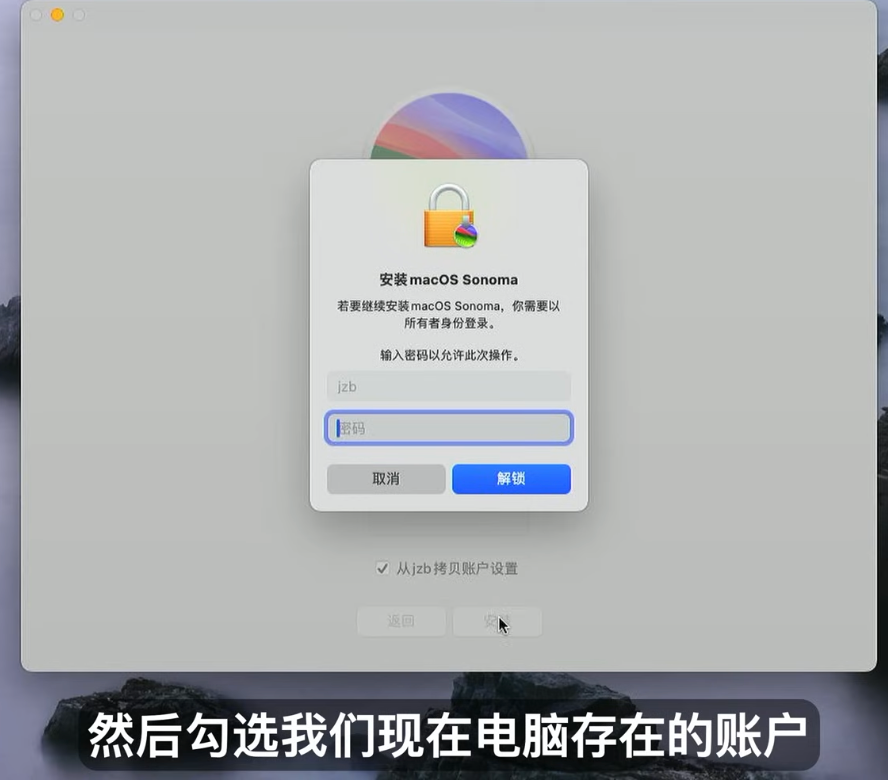 安装macOS Sonoma
若要继续安装macOS Sonoma，你需要以
所有者身份登录。
输入密码以允许此次操作。
jzb
密码
取消
解锁
从jzb拷贝账户设置
返回
安装
然后勾选我们现在电脑存在的账户